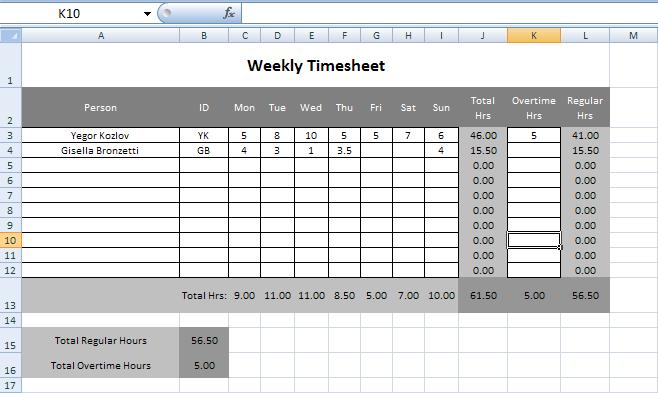 K10 fx
A B C D E F G H I J K L M
1 Weekly Timesheet
2 Person ID Mon Tue Wed Thu Fri Sat Sun Total Hrs Overtime Hrs Regular Hrs
3 Yegor Kozlov YK 5 8 10 5 5 7 6 46.00 5 41.00
4 Gisella Bronzetti GB 4 3 1 3.5 4 15.50 15.50
5 0.00 0.00
6 0.00 0.00
7 0.00 0.00
8 0.00 0.00
9 0.00 0.00
10 0.00 0.00
11 0.00 0.00
12 0.00 0.00
13 Total Hrs: 9.00 11.00 11.00 8.50 5.00 7.00 10.00 61.50 5.00 56.50
14
15 Total Regular Hours 56.50
16 Total Overtime Hours 5.00
17